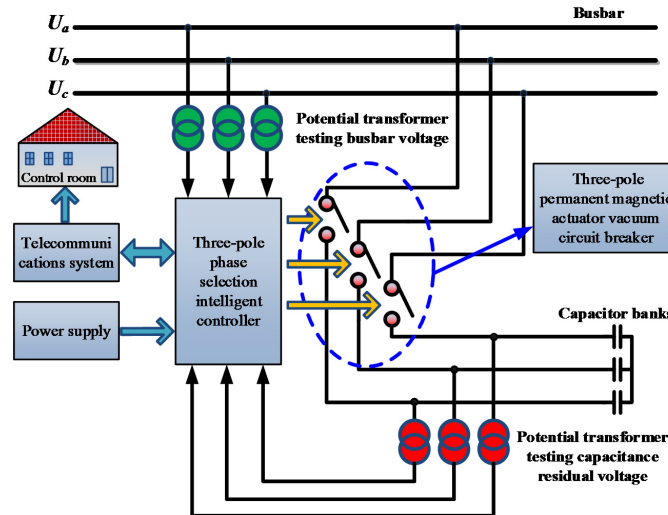 Busbar
Ua
Ub
Uc
Potential transformer
testing busbar voltage
Control room
Telecommuni
cations system
Power supply
Three-pole
phase
selection
intelligent
controller
Three-pole
permanent magnetic
actuator vacuum
circuit breaker
Capacitor banks
Potential transformer
testing capacitance
residual voltage